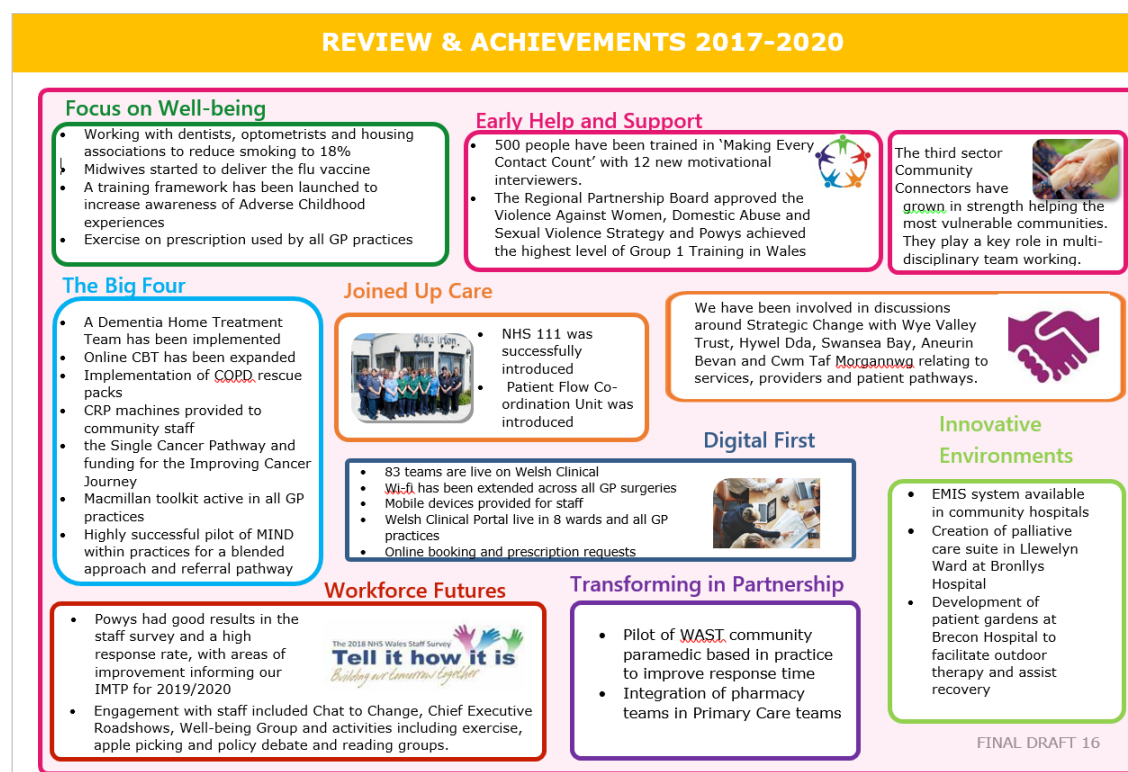 REVIEW & ACHIEVEMENTS 2017-2020
Focus on Well-being
• Working with dentists, optometrists and housing
associations to reduce smoking to 18%
• Midwives started to deliver the flu vaccine
• A training framework has been launched to
increase awareness of Adverse Childhood
experiences
• Exercise on prescription used by all GP practices
Early Help and Support
• 500 people have been trained in ‘Making Every
Contact Count’ with 12 new motivational
interviewers.
• The Regional Partnership Board approved the
Violence Against Women, Domestic Abuse and
Sexual Violence Strategy and Powys achieved
the highest level of Group 1 Training in Wales
The third sector
Community
Connectors have
grown in strength helping the
most vulnerable communities.
They play a key role in multi-
disciplinary team working.
The Big Four
• A Dementia Home Treatment
Team has been implemented
• Online CBT has been expanded
• Implementation of COPD rescue
packs
• CRP machines provided to
community staff
• the Single Cancer Pathway and
funding for the Improving Cancer
Journey
• Macmillan toolkit active in all GP
practices
• Highly successful pilot of MIND
within practices for a blended
approach and referral pathway
Joined Up Care
• NHS 111 was
successfully
introduced
• Patient Flow Co-
ordination Unit was
introduced
We have been involved in discussions
around Strategic Change with Wye Valley
Trust, Hywel Dda, Swansea Bay, Aneurin
Bevan and Cwm Taf Morgannwg relating to
services, providers and patient pathways.
Digital First
• 83 teams are live on Welsh Clinical
• Wi-fi has been extended across all GP surgeries
• Mobile devices provided for staff
• Welsh Clinical Portal live in 8 wards and all GP
practices
• Online booking and prescription requests
Innovative
Environments
• EMIS system available
in community hospitals
• Creation of palliative
care suite in Llewelyn
Ward at Bronllys
Hospital
• Development of
patient gardens at
Brecon Hospital to
facilitate outdoor
therapy and assist
recovery
Workforce Futures
• Powys had good results in the
staff survey and a high
response rate, with areas of
improvement informing our
IMTP for 2019/2020
The 2018 NHS Wales Staff Survey
Tell it how it is
Building our tomorrow together
• Engagement with staff included Chat to Change, Chief Executive
Roadshows, Well-being Group and activities including exercise,
apple picking and policy debate and reading groups.
Transforming in Partnership
• Pilot of WAST community
paramedic based in practice
to improve response time
• Integration of pharmacy
teams in Primary Care teams
FINAL DRAFT 16